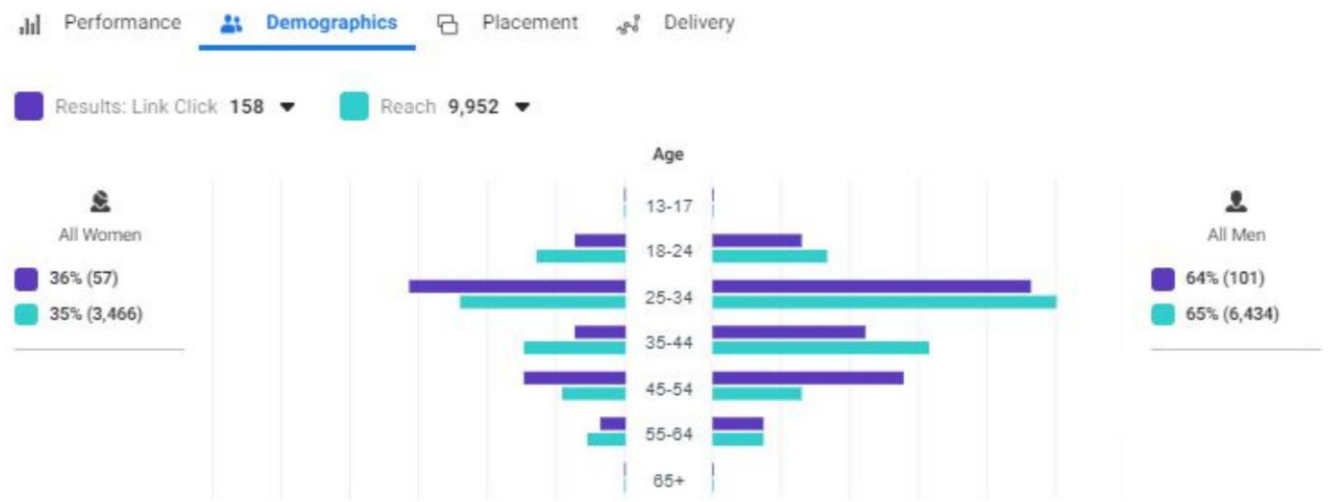 Performance Demographics Placement Delivery
Results: Link Click 158 Reach 9,952
Age
13-17
All Women
All Men
18-24
36% (57)
64% (101)
25-34
35% (3,466)
65% (6,434)
35-44
45-54
55-64
65+